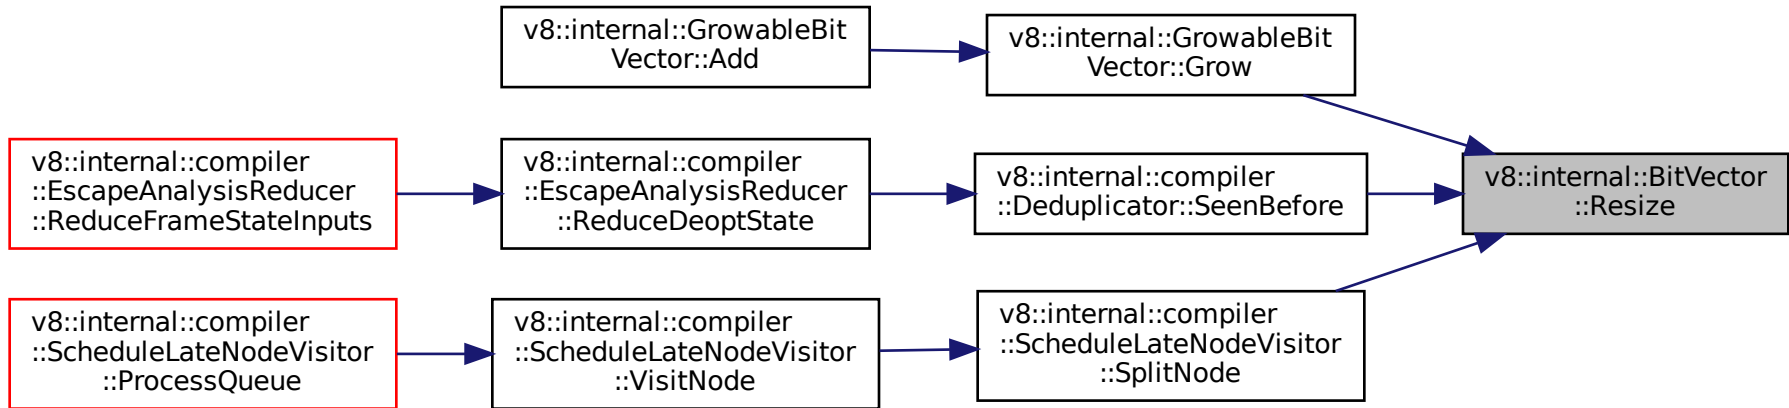 v8::internal::GrowableBit
Vector::Add
v8::internal::GrowableBit
Vector::Grow
v8::internal::compiler
::EscapeAnalysisReducer
::ReduceFrameStateInputs
v8::internal::compiler
::EscapeAnalysisReducer
::ReduceDeoptState
v8::internal::compiler
::Deduplicator::SeenBefore
v8::internal::BitVector
::Resize
v8::internal::compiler
::ScheduleLateNodeVisitor
::ProcessQueue
v8::internal::compiler
::ScheduleLateNodeVisitor
::VisitNode
v8::internal::compiler
::ScheduleLateNodeVisitor
::SplitNode